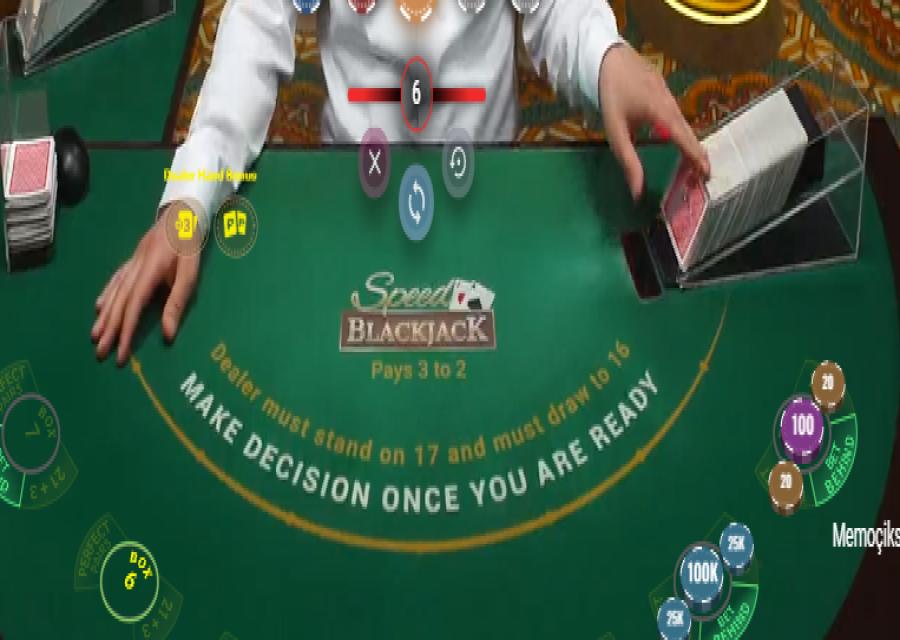 6
Dealer Hand Bonus
Speed
BLACKJACK
Pays 3 to 2
Dealer must stand on 17 and must draw to 16
MAKE DECISION ONCE YOU ARE READY
PERFECT
PAIRS
BOX
7
BET
21+3
20
100
20
BET
BEHIND
Memoçiks
PERFECT
BOX
6
21+3
25K
100K
25K
BET
BEHIND